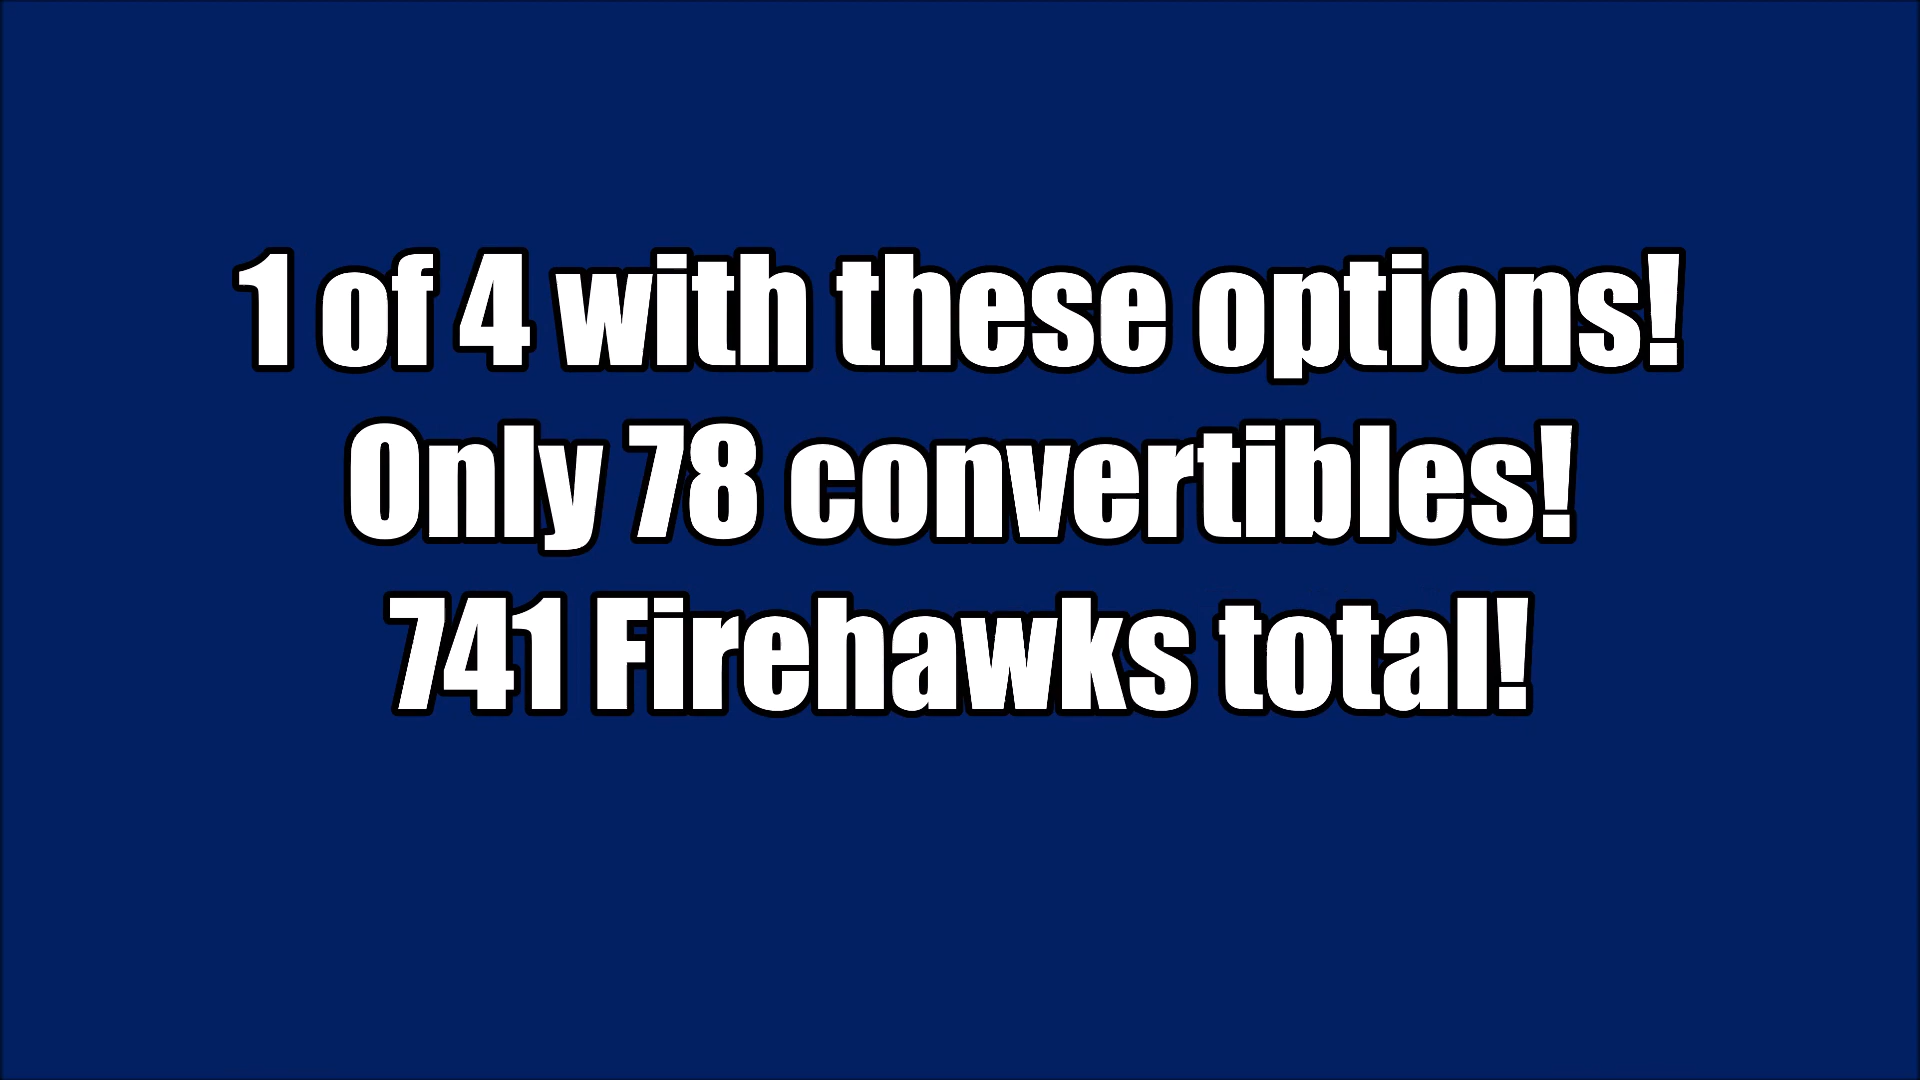 1 of 4 with these options!
Only 78 convertibles!
741 Firehawks total!